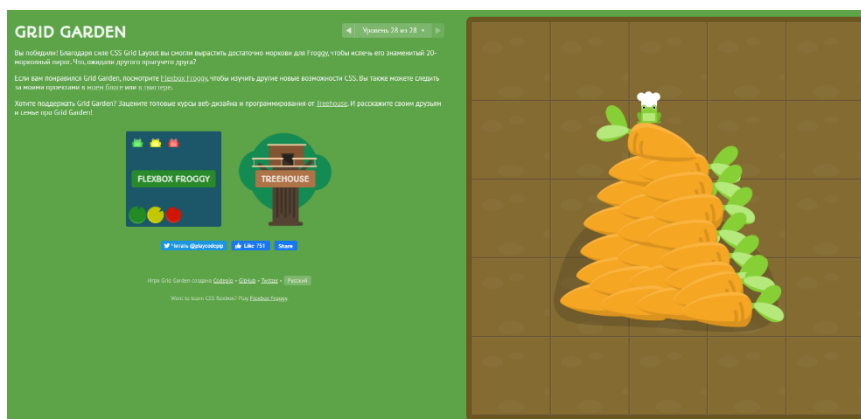 GRID GARDEN
Уровень 28 из 28
Вы победили! Благодаря силе CSS Grid Layout вы смогли вырастить достаточно моркови для Froggy, чтобы испечь его знаменитый 20-
морковный пирог. Что, ожидали другого прыгучего друга?
Если вам понравился Grid Garden, посмотрите Flexbox Froggy, чтобы изучить другие новые возможности CSS. Вы также можете следить
за моими проектами в моем блоге или в твиттере.
Хотите поддержать Grid Garden? Зацените топовые курсы веб-дизайна и программирования от Treehouse. И расскажите своим друзьям
и семье про Grid Garden!
FLEXBOX FROGGY
TREEHOUSE
Читать @playcodepip
Like 751
Share
Игра Grid Garden создана Codepip • GitHub • Twitter • Русский
Want to learn CSS flexbox? Play Flexbox Froggy.